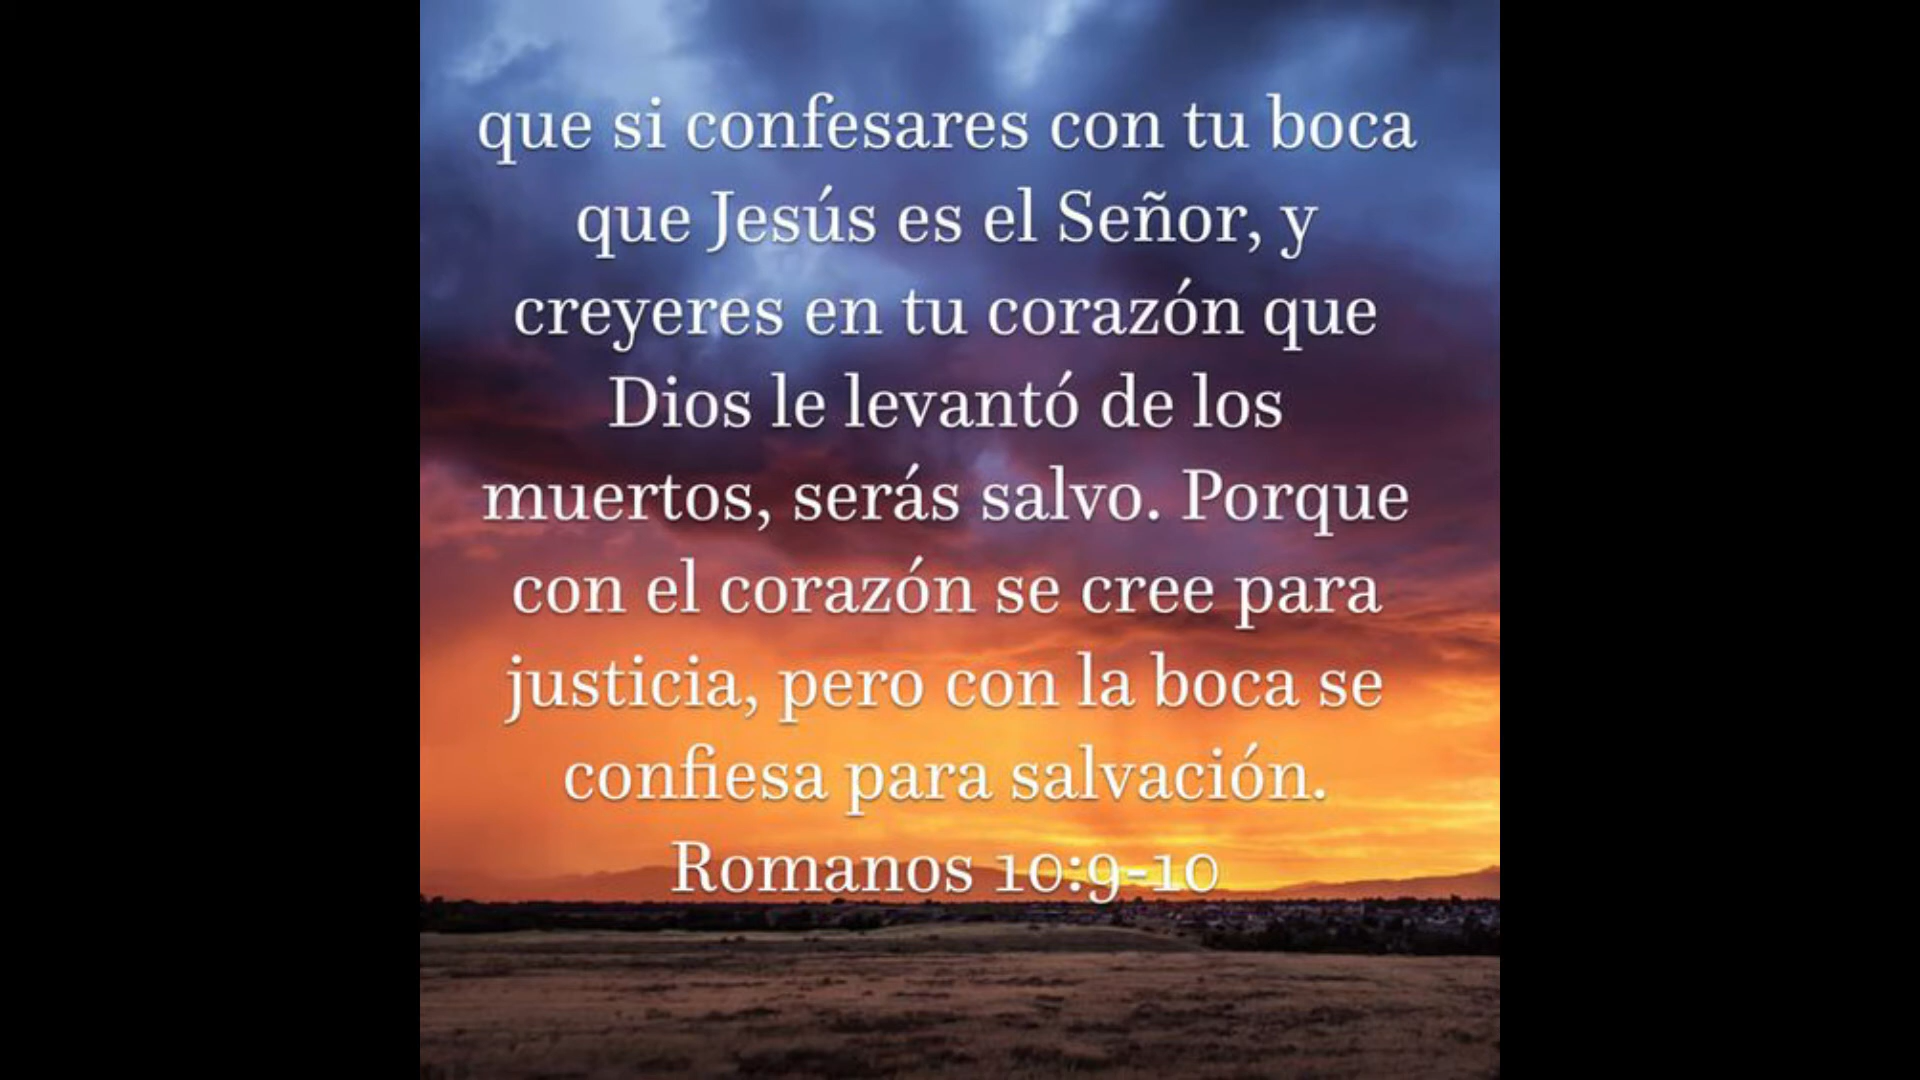 que si confesares con tu boca
que Jesús es el Señor, y
creyeres en tu corazón que
Dios le levantó de los
muertos, serás salvo. Porque
con el corazón se cree para
justicia, pero con la boca se
confiesa para salvación.
Romanos 10:9-10